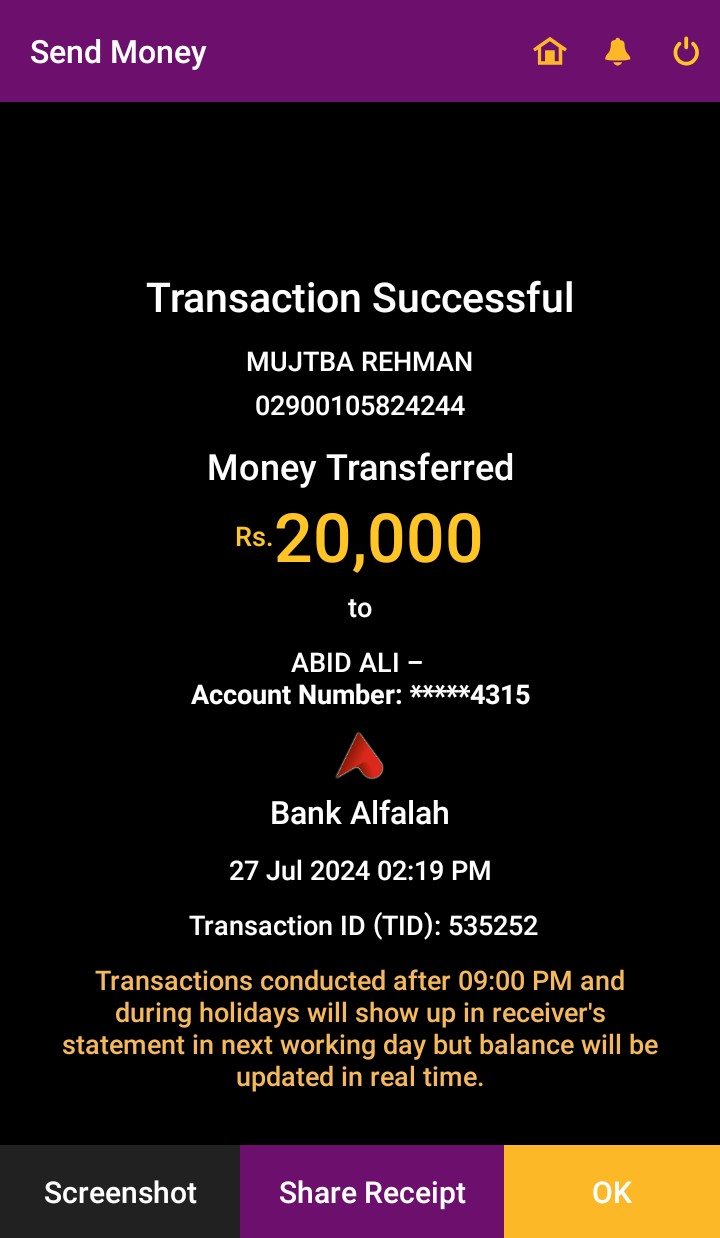 Send Money
Transaction Successful
MUJTBA REHMAN
02900105824244
Money Transferred
Rs.20,000
to
ABID ALI –
Account Number: *****4315
Bank Alfalah
27 Jul 2024 02:19 PM
Transaction ID (TID): 535252
Transactions conducted after 09:00 PM and
during holidays will show up in receiver's
statement in next working day but balance will be
updated in real time.
Screenshot
Share Receipt
OK